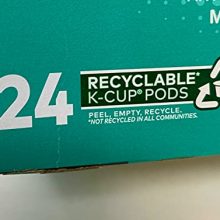 M
24
RECYCLABLE*
K-CUP® PODS
PEEL, EMPTY, RECYCLE.
*NOT RECYCLED IN ALL COMMUNITIES.